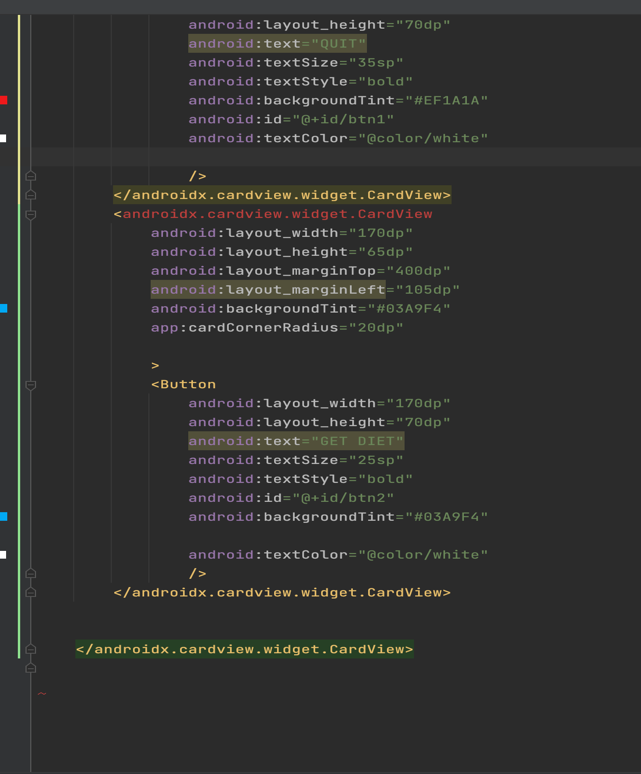 android:layout_height="70dp"
android:text="QUIT"
android:textSize="35sp"
android:textStyle="bold"
android:backgroundTint="#EF1A1A"
android:id="@+id/btn1"
android:textColor="@color/white"
/>
</androidx.cardview.widget.CardView>
<androidx.cardview.widget.CardView
android:layout_width="170dp"
android:layout_height="65dp"
android:layout_marginTop="400dp"
android:layout_marginLeft="105dp"
android:backgroundTint="#03A9F4"
app:cardCornerRadius="20dp"
>
<Button
android:layout_width="170dp"
android:layout_height="70dp"
android:text="GET DIET"
android:textSize="25sp"
android:textStyle="bold"
android:id="@+id/btn2"
android:backgroundTint="#03A9F4"
android:textColor="@color/white"
/>
</androidx.cardview.widget.CardView>
</androidx.cardview.widget.CardView>